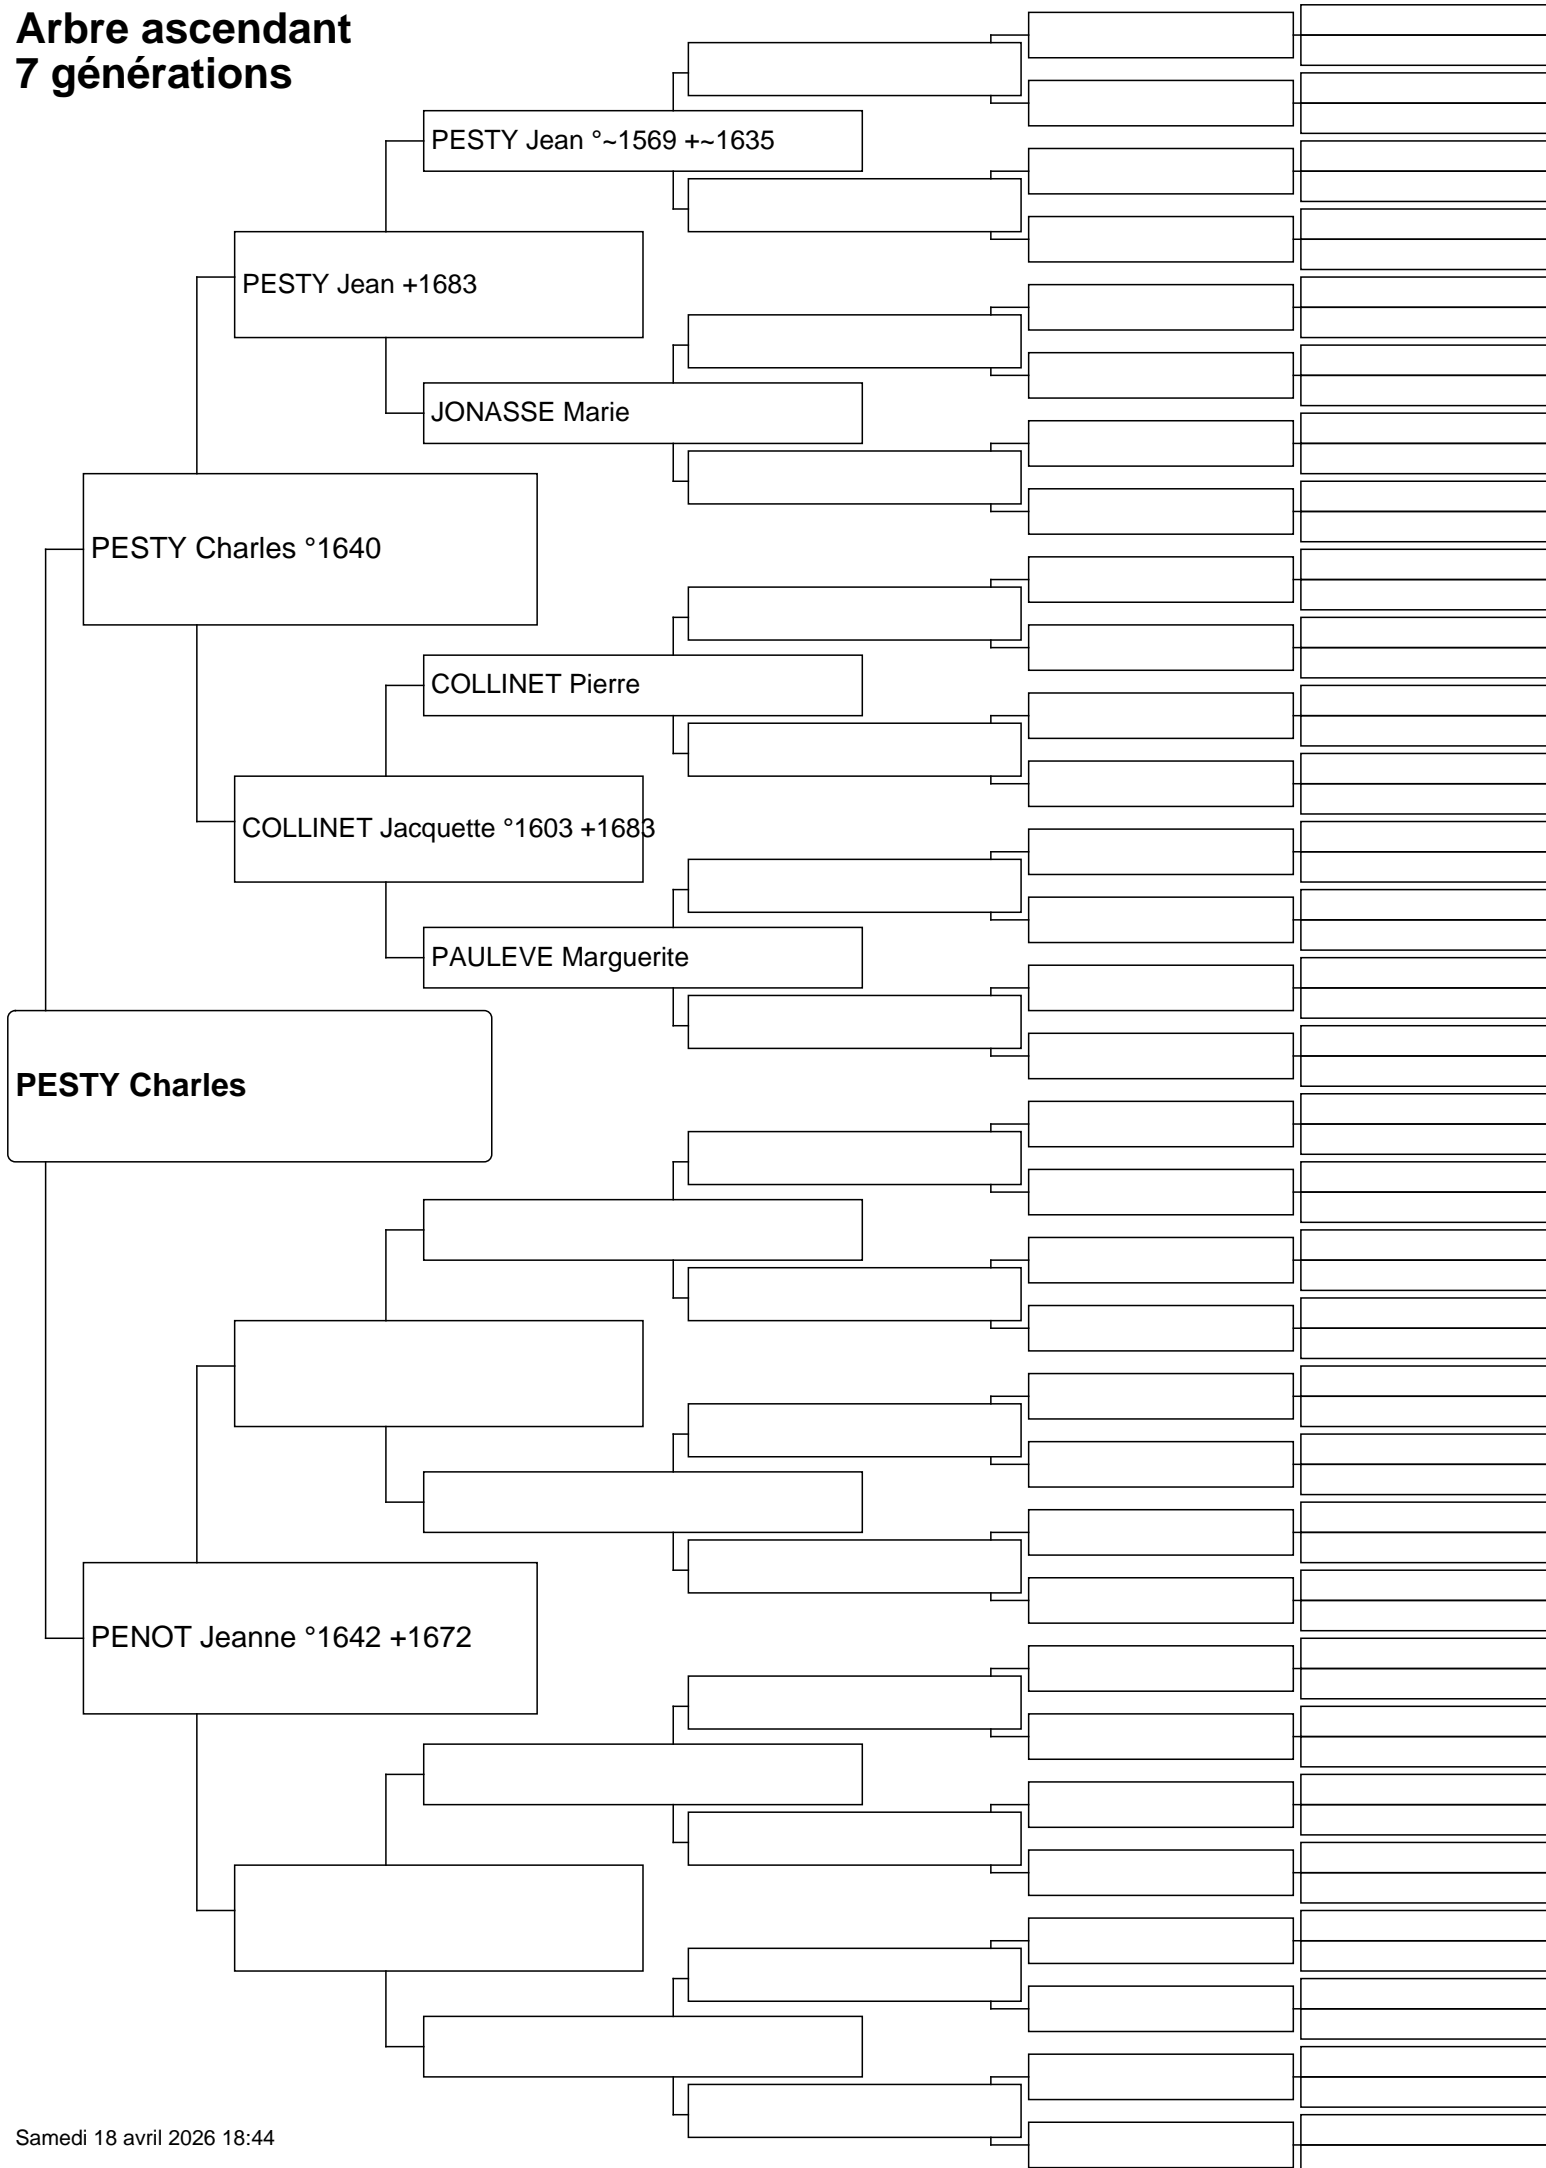 Arbre ascendant
7 générations
PESTY Jean °~1569 +~1635
PESTY Jean +1683
JONASSE Marie
PESTY Charles °1640
COLLINET Pierre
COLLINET Jacquette °1603 +1683
PAULEVE Marguerite
PESTY Charles
PENOT Jeanne °1642 +1672
Samedi 18 avril 2026 18:44